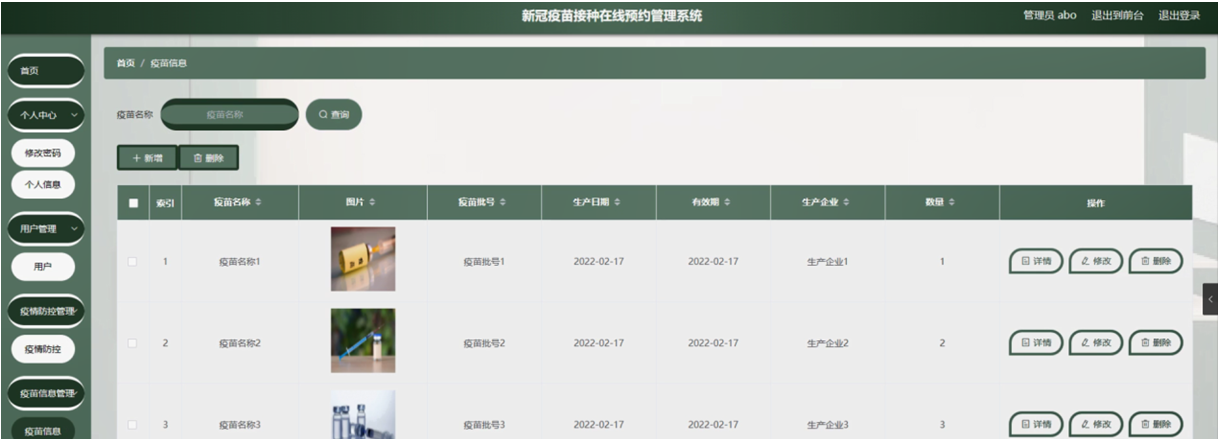 新冠疫苗接种在线预约管理系统
管理员 abo 退出到前台 退出登录
首页
个人中心
修改密码
个人信息
用户管理
用户
疫情防控管理
疫情防控
疫苗信息管理
疫苗信息
首页 / 疫苗信息
疫苗名称 疫苗名称 查询
新增 删除
索引 疫苗名称 图片 疫苗批号 生产日期 有效期 生产企业 数量 操作
1 疫苗名称1 疫苗批号1 2022-02-17 2022-02-17 生产企业1 1 详情 修改 删除
2 疫苗名称2 疫苗批号2 2022-02-17 2022-02-17 生产企业2 2 详情 修改 删除
3 疫苗名称3 疫苗批号3 2022-02-17 2022-02-17 生产企业3 3 详情 修改 删除